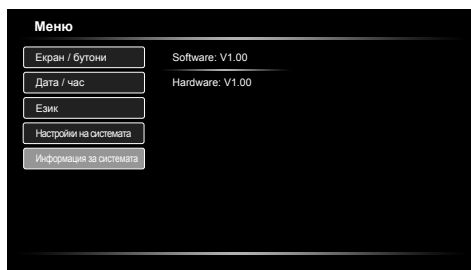 Меню
Екран / бутони
Software: V1.00
Дата / час
Hardware: V1.00
Език
Настройки на системата
Информация за системата